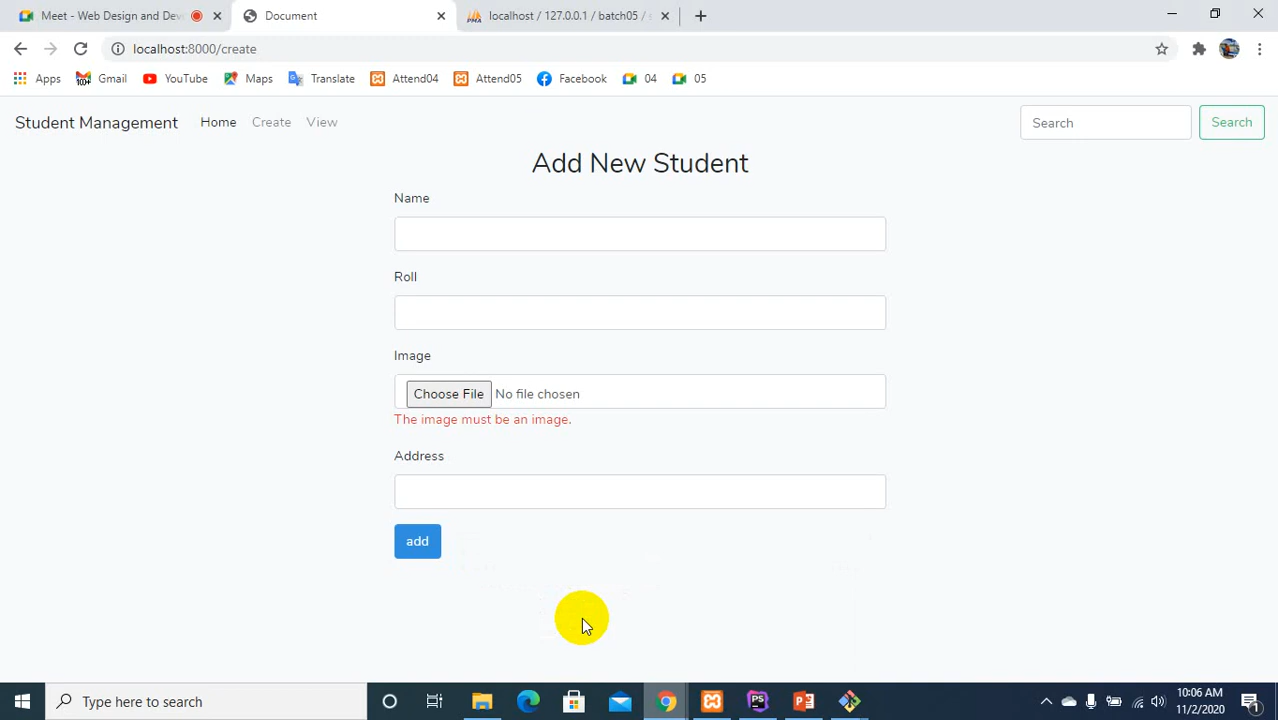 Meet - Web Design and Dev
Document
localhost / 127.0.0.1 / batch05 /
localhost:8000/create
Apps
100+
Gmail
YouTube
Maps
Translate
Attend04
Attend05
Facebook
04
05
Student Management
Home
Create
View
Search
Search
Add New Student
Name
Roll
Image
Choose File No file chosen
The image must be an image.
Address
add
Type here to search
10:06 AM
11/2/2020